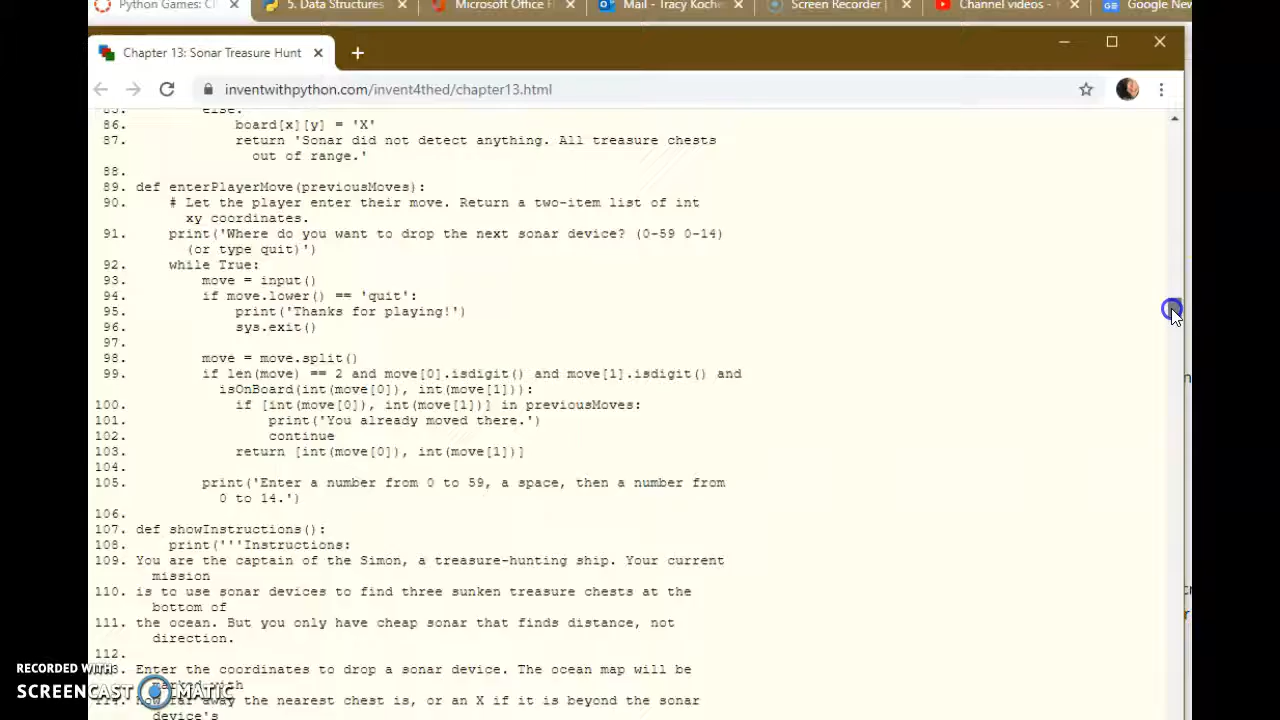 Python Games: C
5. Data Structures
Microsoft Office
Mail - Tracy Koche
Screen Recorder |
Channel videos -
Google New
Chapter 13: Sonar Treasure Hunt
inventwithpython.com/invent4thed/chapter13.html
85. else:
86. board[x][y] = 'X'
87. return 'Sonar did not detect anything. All treasure chests
out of range.'
88.
89. def enterPlayerMove(previousMoves):
90. # Let the player enter their move. Return a two-item list of int
xy coordinates.
91. print('Where do you want to drop the next sonar device? (0-59 0-14)
(or type quit)')
92. while True:
93. move = input()
94. if move.lower() == 'quit':
95. print('Thanks for playing!')
96. sys.exit()
97.
98. move = move.split()
99. if len(move) == 2 and move[0].isdigit() and move[1].isdigit() and
isOnBoard(int(move[0]), int(move[1])):
100. if [int(move[0]), int(move[1])] in previousMoves:
101. print('You already moved there.')
102. continue
103. return [int(move[0]), int(move[1])]
104.
105. print('Enter a number from 0 to 59, a space, then a number from
0 to 14.')
106.
107. def showInstructions():
108. print('''Instructions:
109. You are the captain of the Simon, a treasure-hunting ship. Your current
mission
110. is to use sonar devices to find three sunken treasure chests at the
bottom of
111. the ocean. But you only have cheap sonar that finds distance, not
direction.
112.
113. Enter the coordinates to drop a sonar device. The ocean map will be
marked with
114. how far away the nearest chest is, or an X if it is beyond the sonar
device's
RECORDED WITH
SCREENCAST MATIC